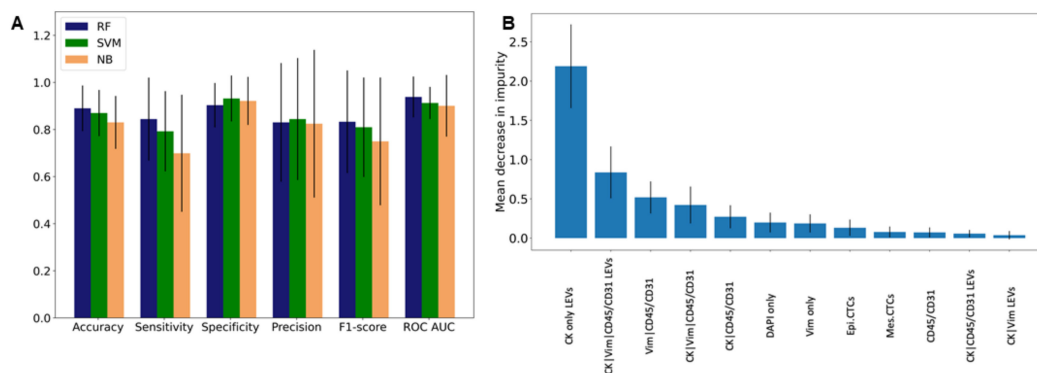 A
RF
SVM
NB
1.2
1.0
0.8
0.6
0.4
0.2
0.0
Accuracy Sensitivity Specificity Precision F1-score ROC AUC
B
Mean decrease in impurity
2.5
2.0
1.5
1.0
0.5
0.0
CK only LEVs
CK|Vim|CD45/CD31 LEVs
Vim|CD45/CD31
CK|Vim|CD45/CD31
CK|CD45/CD31
DAPI only
Vim only
Epi.CTCs
Mes.CTCs
CD45/CD31
CK|CD45/CD31 LEVs
CK|Vim LEVs